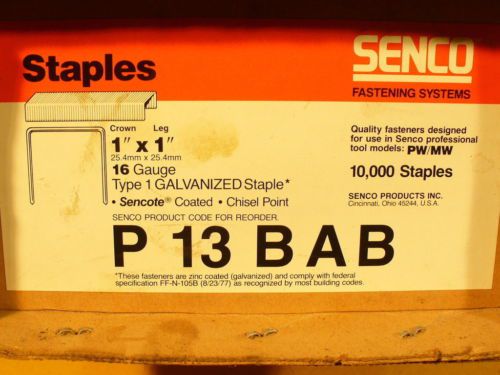 Staples
SENCO
FASTENING SYSTEMS
Crown Leg
1" x 1"
25.4mm x 25.4mm
16 Gauge
Type 1 GALVANIZED Staple*
• Sencote® Coated • Chisel Point
Quality fasteners designed
for use in Senco professional
tool models: PW/MW
10,000 Staples
SENCO PRODUCTS INC.
Cincinnati, Ohio 45244, U.S.A.
SENCO PRODUCT CODE FOR REORDER.
P 13 BAB
*These fasteners are zinc coated (galvanized) and comply with federal
specification FF-N-105B (8/23/77) as recognized by most building codes.